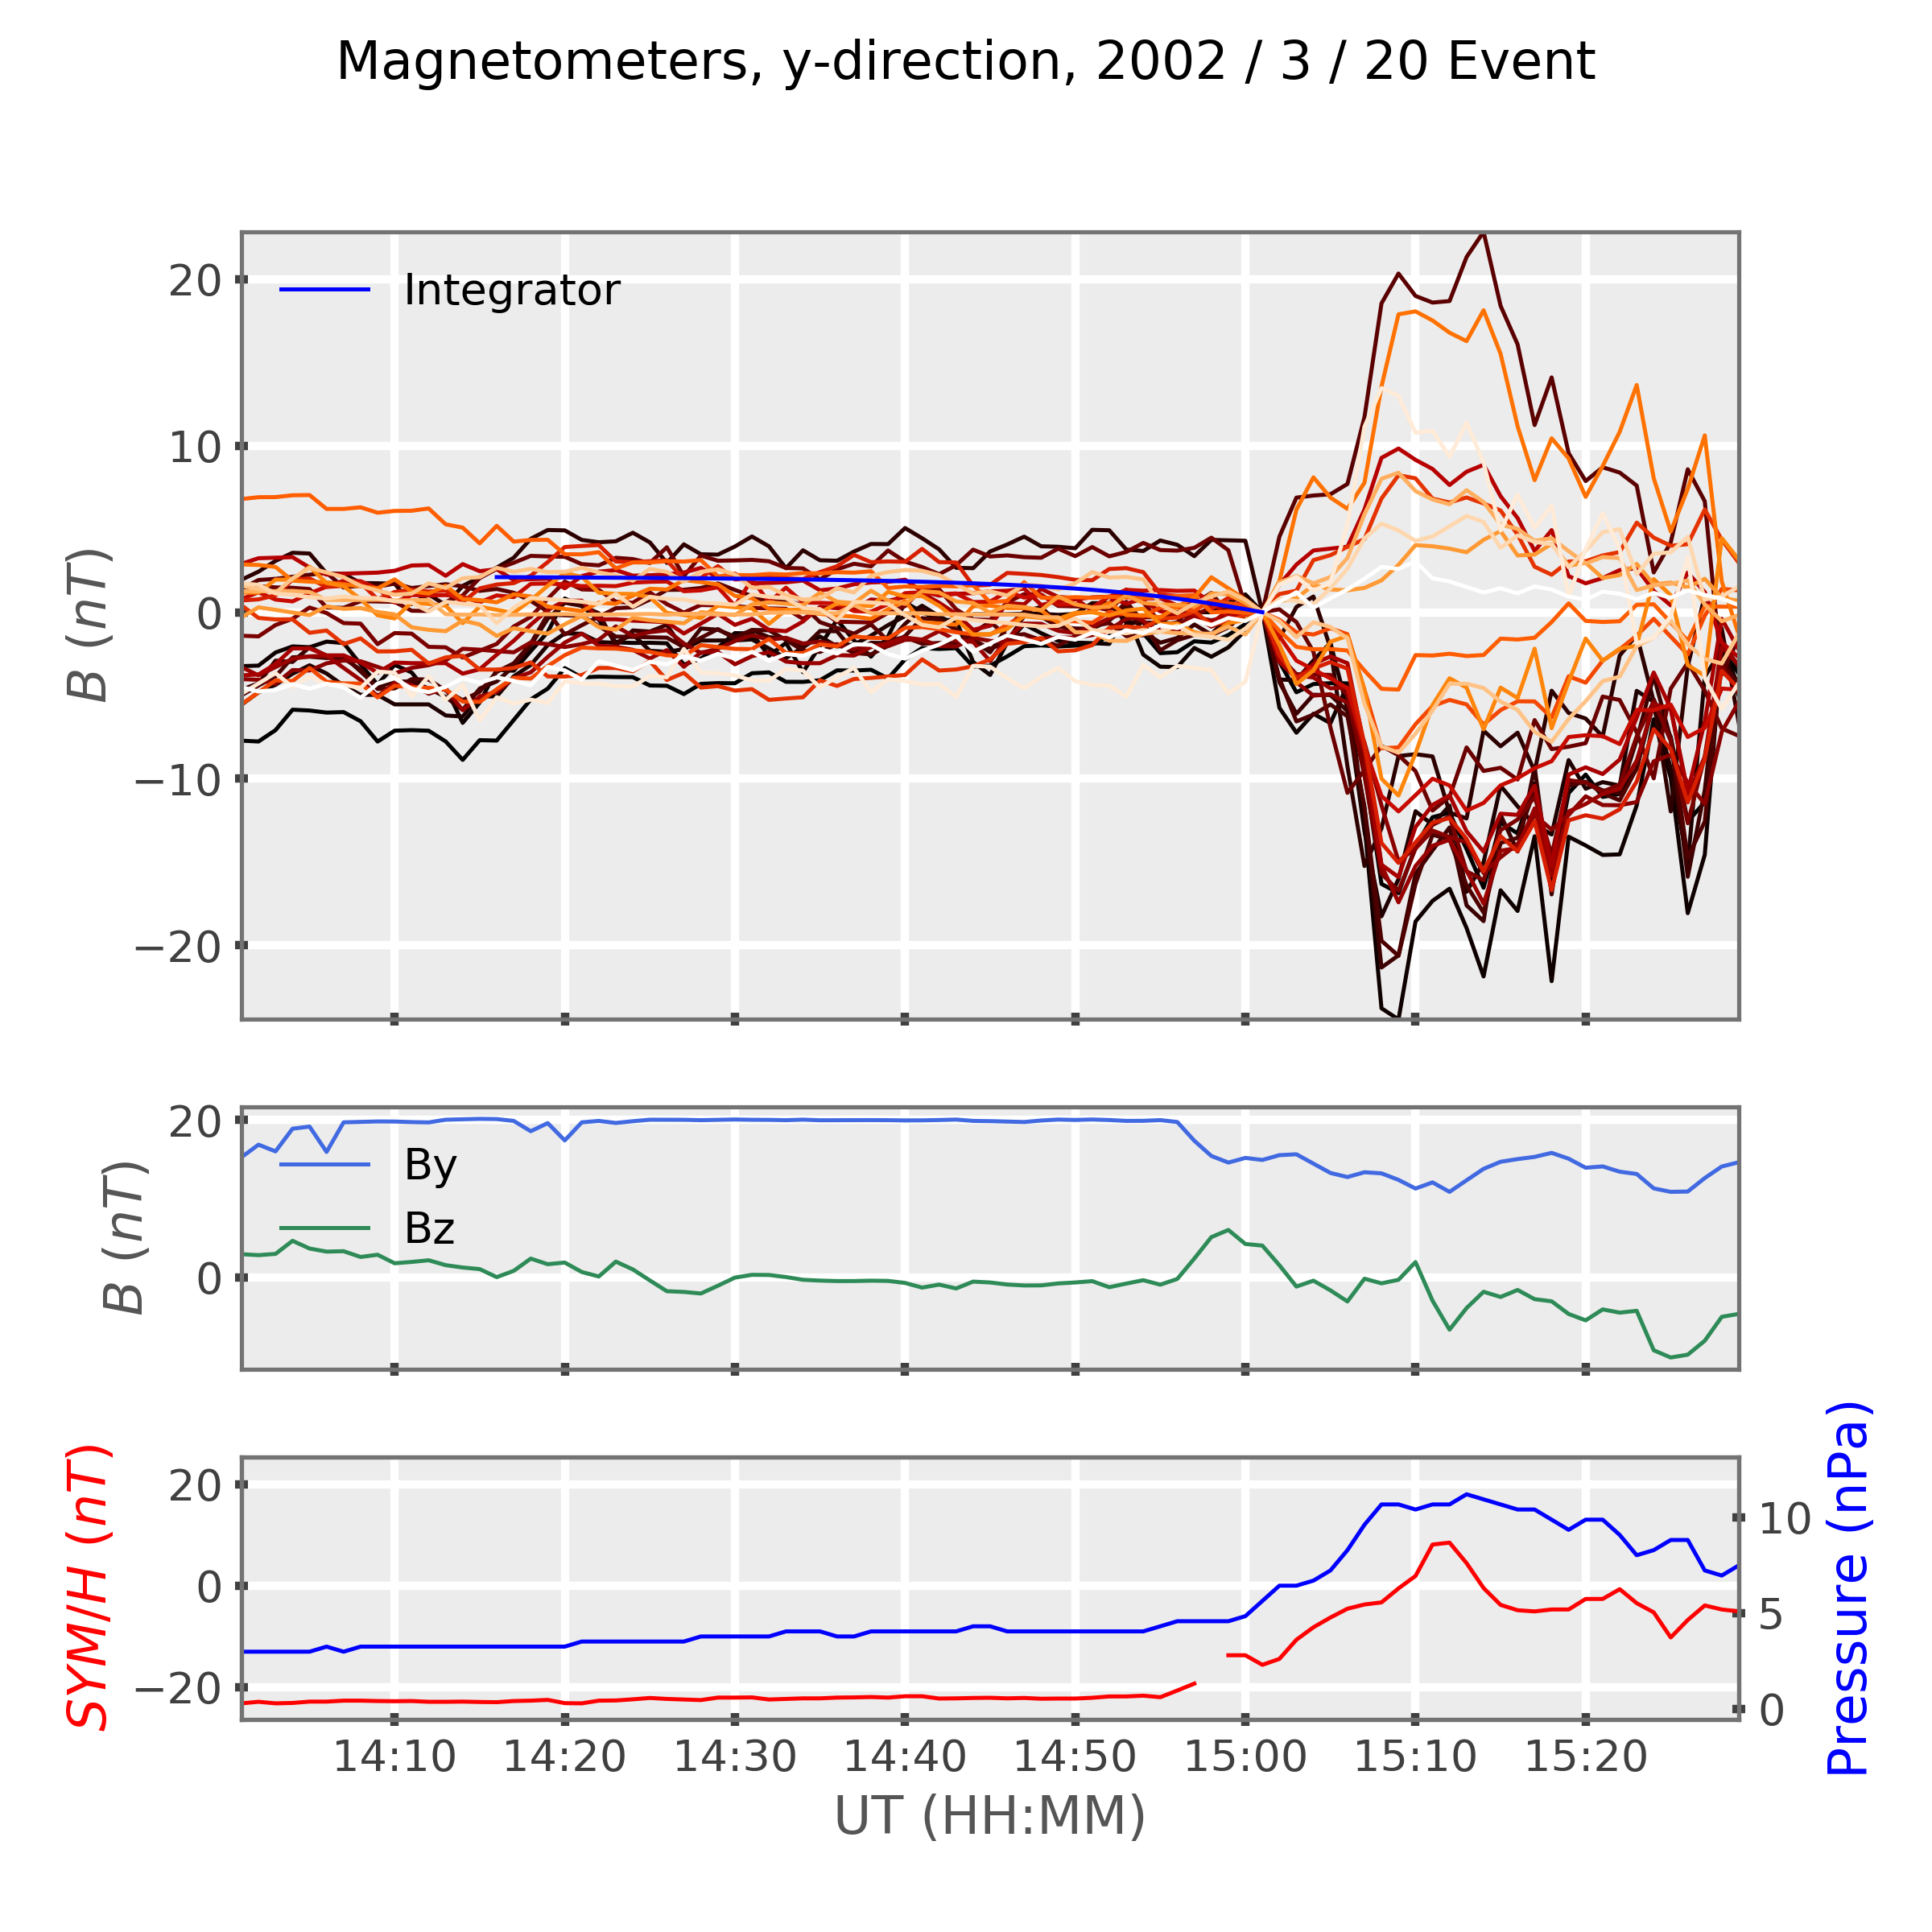 Magnetometers, y-direction, 2002 / 3 / 20 Event
20
10
0
−10
−20
B (nT)
Integrator
20
0
B (nT)
By
Bz
20
0
−20
SYM/H (nT)
10
5
0
Pressure (nPa)
14:10 14:20 14:30 14:40 14:50 15:00 15:10 15:20
UT (HH:MM)